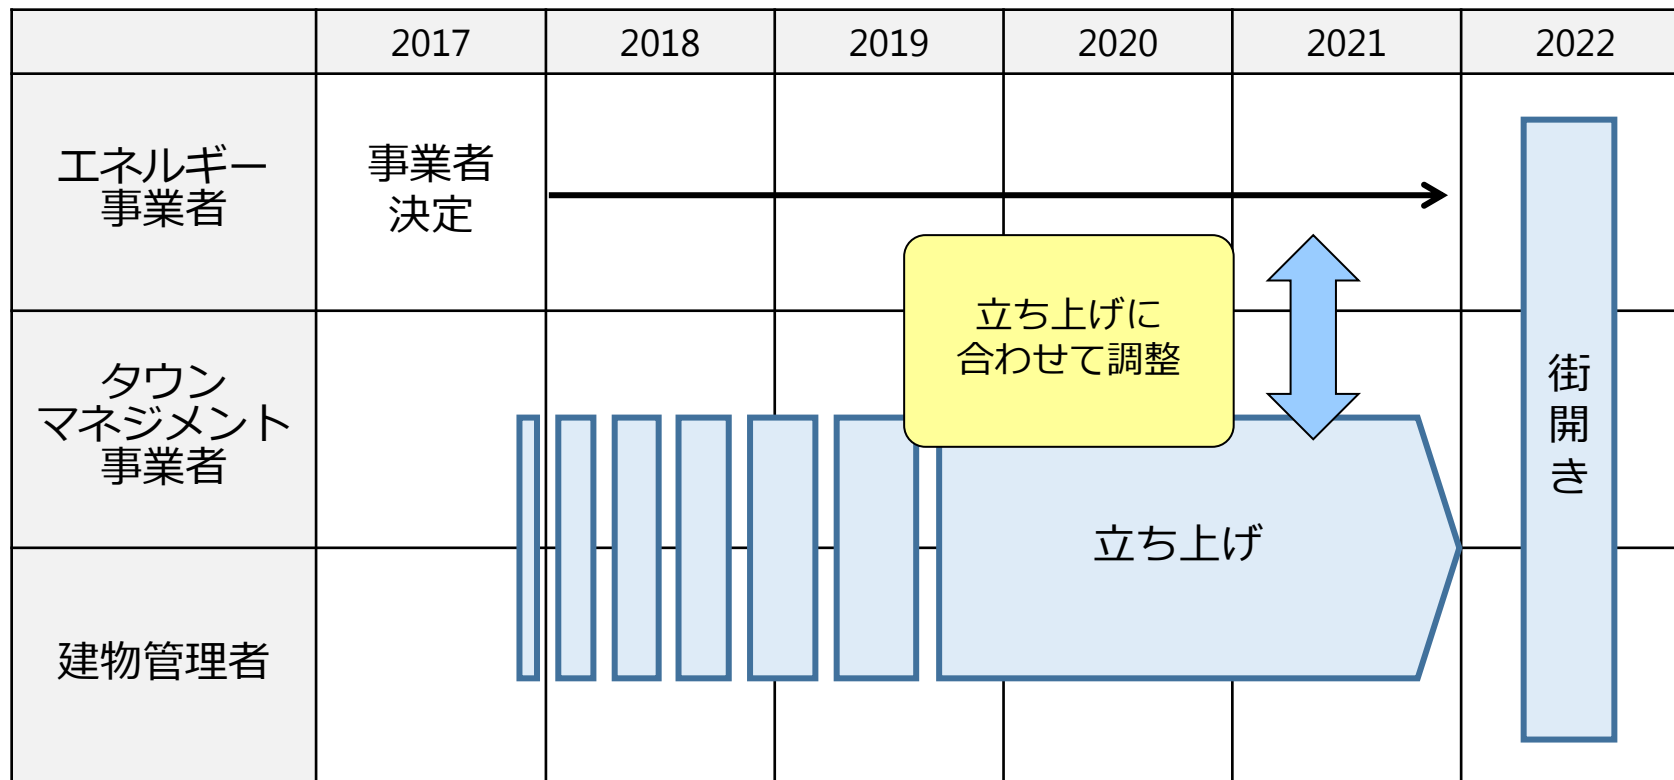 2017
2018
2019
2020
2021
2022
エネルギー
事業者
事業者
決定
立ち上げに
合わせて調整
タウン
マネジメント
事業者
立ち上げ
建物管理者
街開き